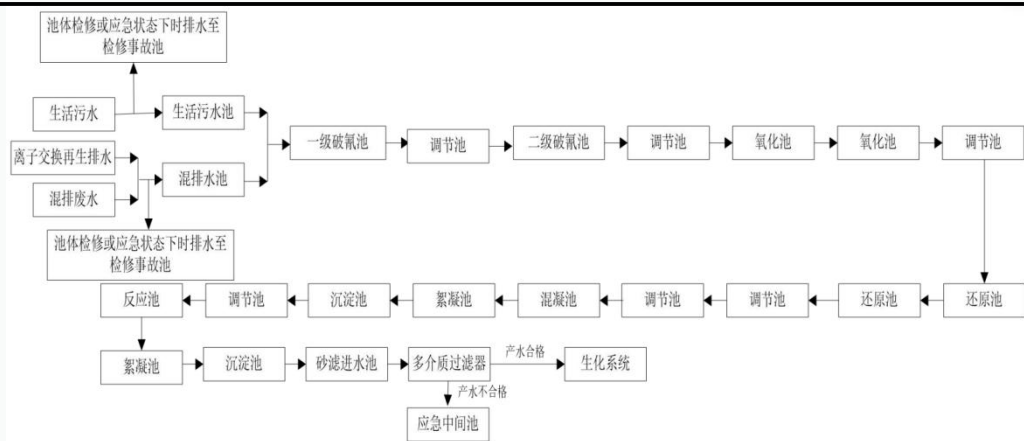 池体检修或应急状态下时排水至
检修事故池
生活污水
生活污水池
离子交换再生排水
混排废水
混排水池
池体检修或应急状态下时排水至
检修事故池
一级破氰池
调节池
二级破氰池
调节池
氧化池
氧化池
调节池
还原池
还原池
调节池
调节池
混凝池
絮凝池
沉淀池
调节池
反应池
絮凝池
沉淀池
砂滤进水池
多介质过滤器
产水合格
生化系统
产水不合格
应急中间池